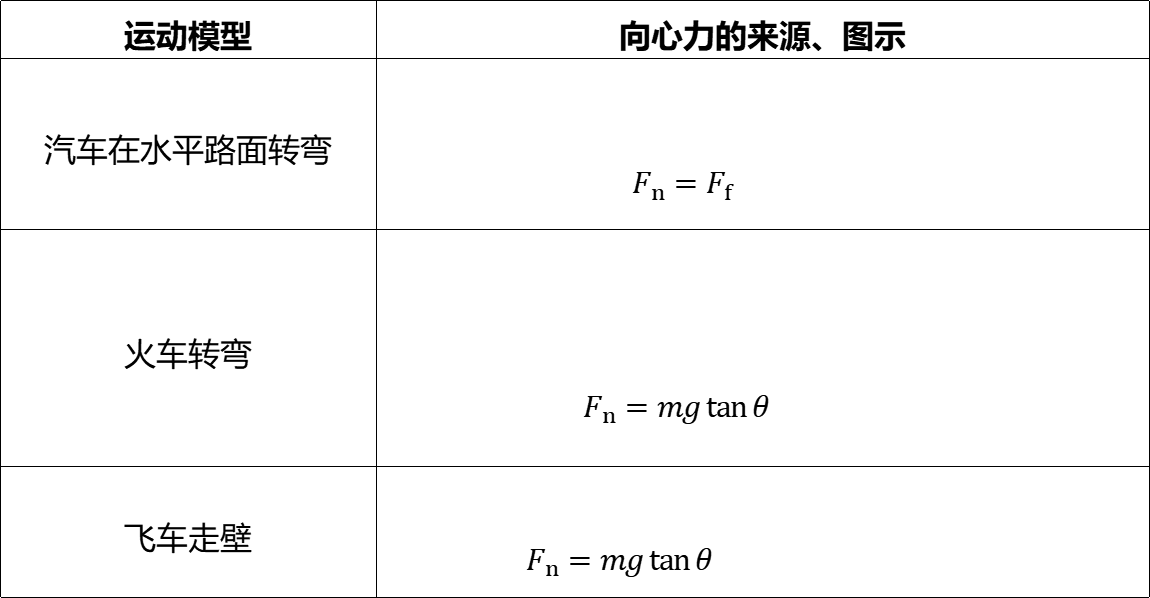 运动模型 向心力的来源、图示
汽车在水平路面转弯
Fₙ = F_f
火车转弯
Fₙ = mg tan θ
飞车走壁
Fₙ = mg tan θ